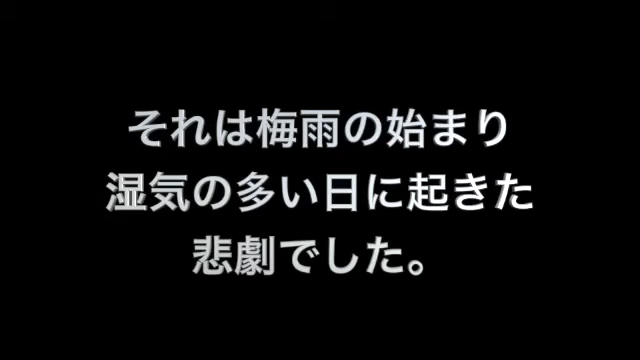 それは梅雨の始まり
湿気の多い日に起きた
悲劇でした。